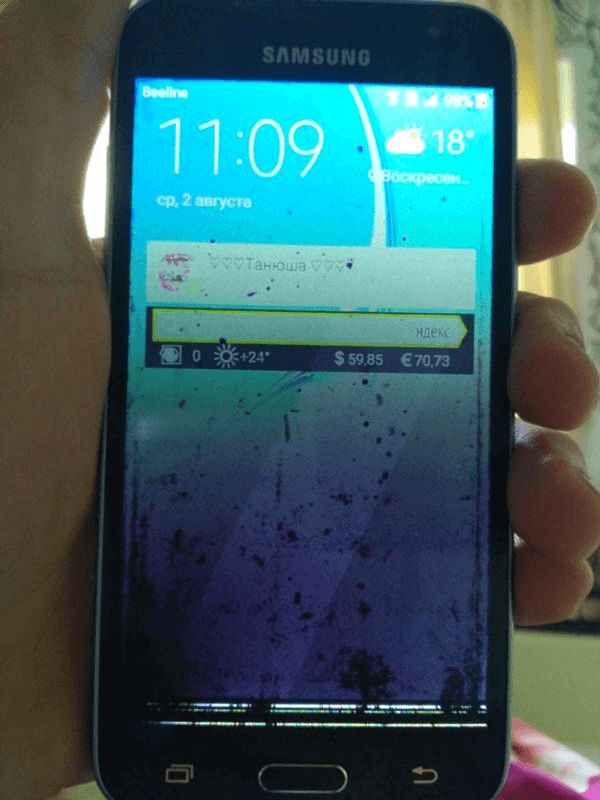 SAMSUNG
Beeline 98%
11:09 18°
Воскресен...
ср, 2 августа
♡♡♡Танюша ♡♡♡
ндекс
0 +24° $ 59,85 € 70,73